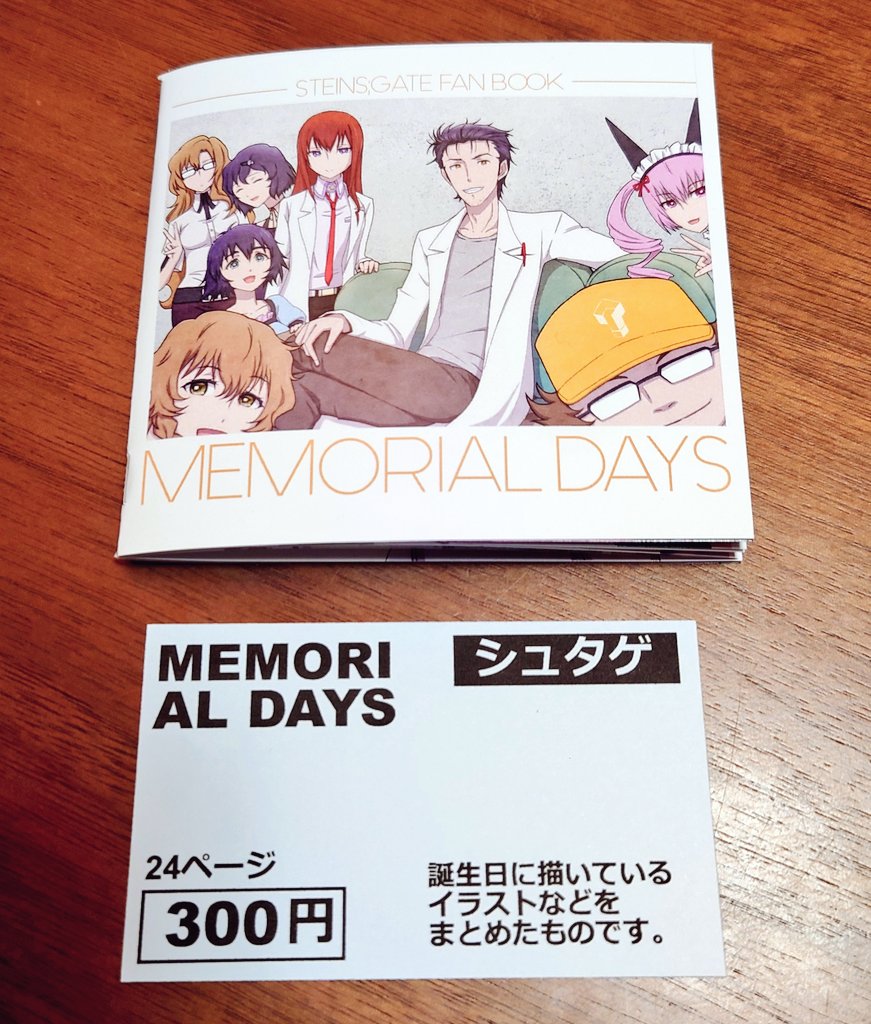 STEINS;GATE FAN BOOK
MEMORIAL DAYS
MEMORI
AL DAYS
シュタゲ
24ページ
300円
誕生日に描いている
イラストなどを
まとめたものです。